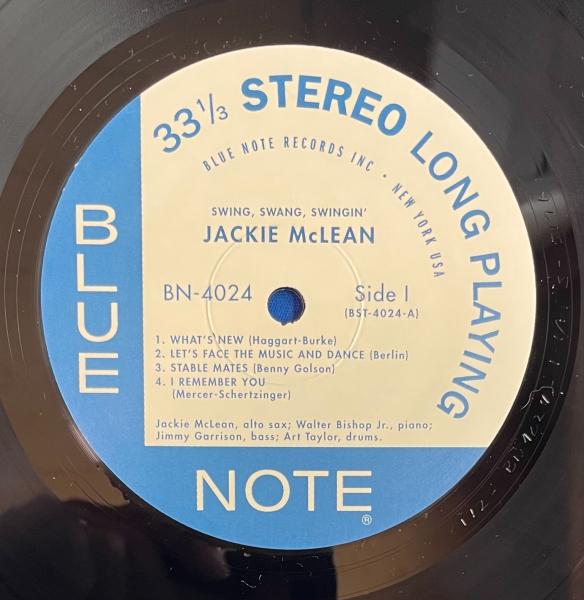 33⅓ STEREO LONG PLAYING
BLUE NOTE RECORDS INC • NEW YORK USA
SWING, SWANG, SWINGIN'
JACKIE McLEAN
BN-4024
Side 1
(BST-4024-A)
1. WHAT'S NEW (Haggart-Burke)
2. LET'S FACE THE MUSIC AND DANCE (Berlin)
3. STABLE MATES (Benny Golson)
4. I REMEMBER YOU
(Mercer-Schertzinger)
Jackie McLean, alto sax; Walter Bishop Jr., piano;
Jimmy Garrison, bass; Art Taylor, drums.
BLUE
NOTE®